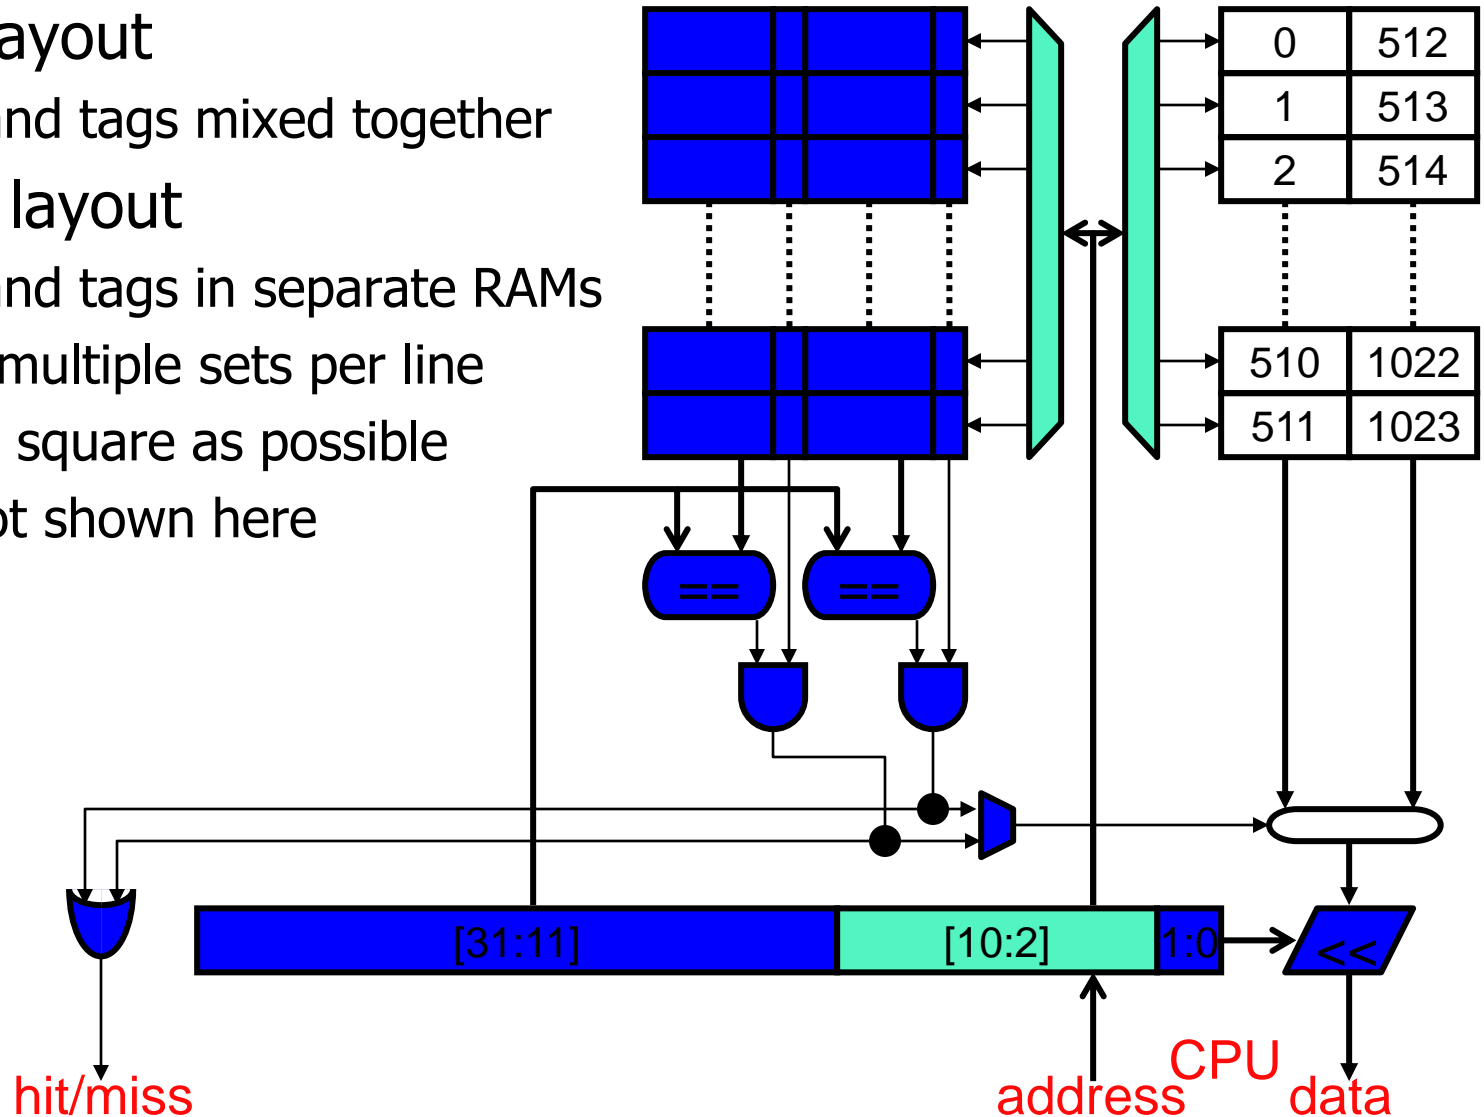 ayout
and tags mixed together
layout
and tags in separate RAMs
multiple sets per line
square as possible
ot shown here
0 512
1 513
2 514
510 1022
511 1023
== ==
[31:11] [10:2] 1:0 <<
CPU
hit/miss address data